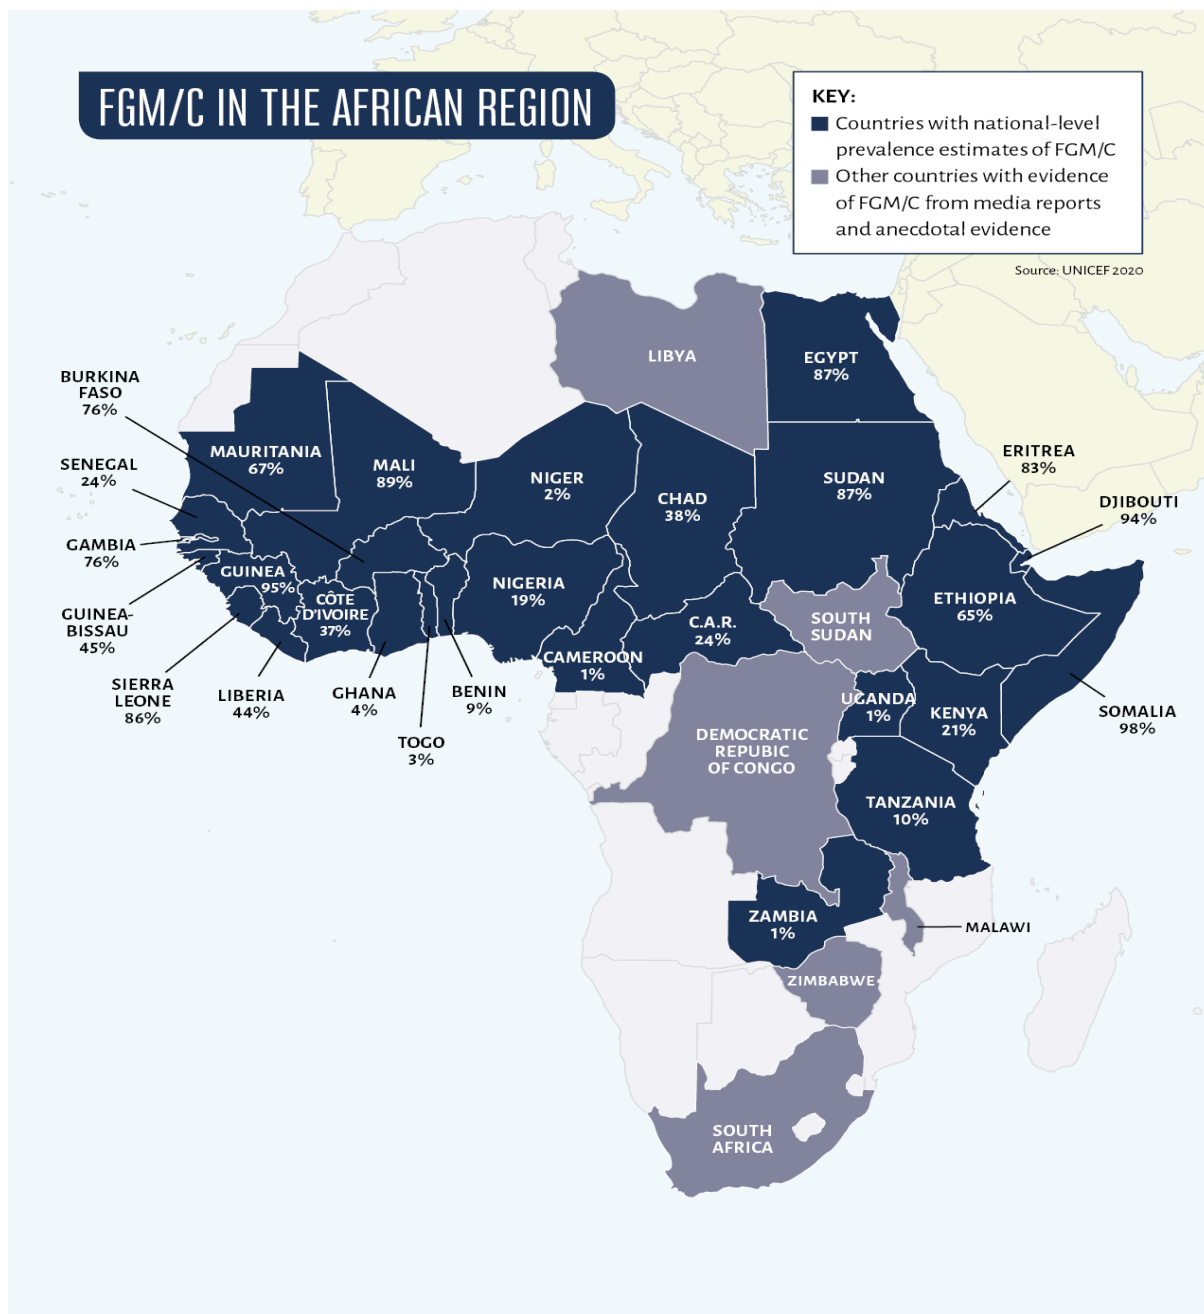 FGM/C IN THE AFRICAN REGION
KEY:
Countries with national-level
prevalence estimates of FGM/C
Other countries with evidence
of FGM/C from media reports
and anecdotal evidence
Source: UNICEF 2020
LIBYA
EGYPT
87%
BURKINA
FASO
76%
MAURITANIA
67%
MALI
89%
NIGER
2%
CHAD
38%
SUDAN
87%
ERITREA
83%
DJIBOUTI
94%
SENEGAL
24%
GAMBIA
76%
GUINEA
95%
CÔTE
D'IVOIRE
37%
NIGERIA
19%
C.A.R.
24%
SOUTH
SUDAN
ETHIOPIA
65%
GUINEA-
BISSAU
45%
SIERRA
LEONE
86%
LIBERIA
44%
GHANA
4%
TOGO
3%
BENIN
9%
CAMEROON
1%
UGANDA
1%
KENYA
21%
SOMALIA
98%
DEMOCRATIC
REPUBIC
OF CONGO
TANZANIA
10%
ZAMBIA
1%
MALAWI
ZIMBABWE
SOUTH
AFRICA